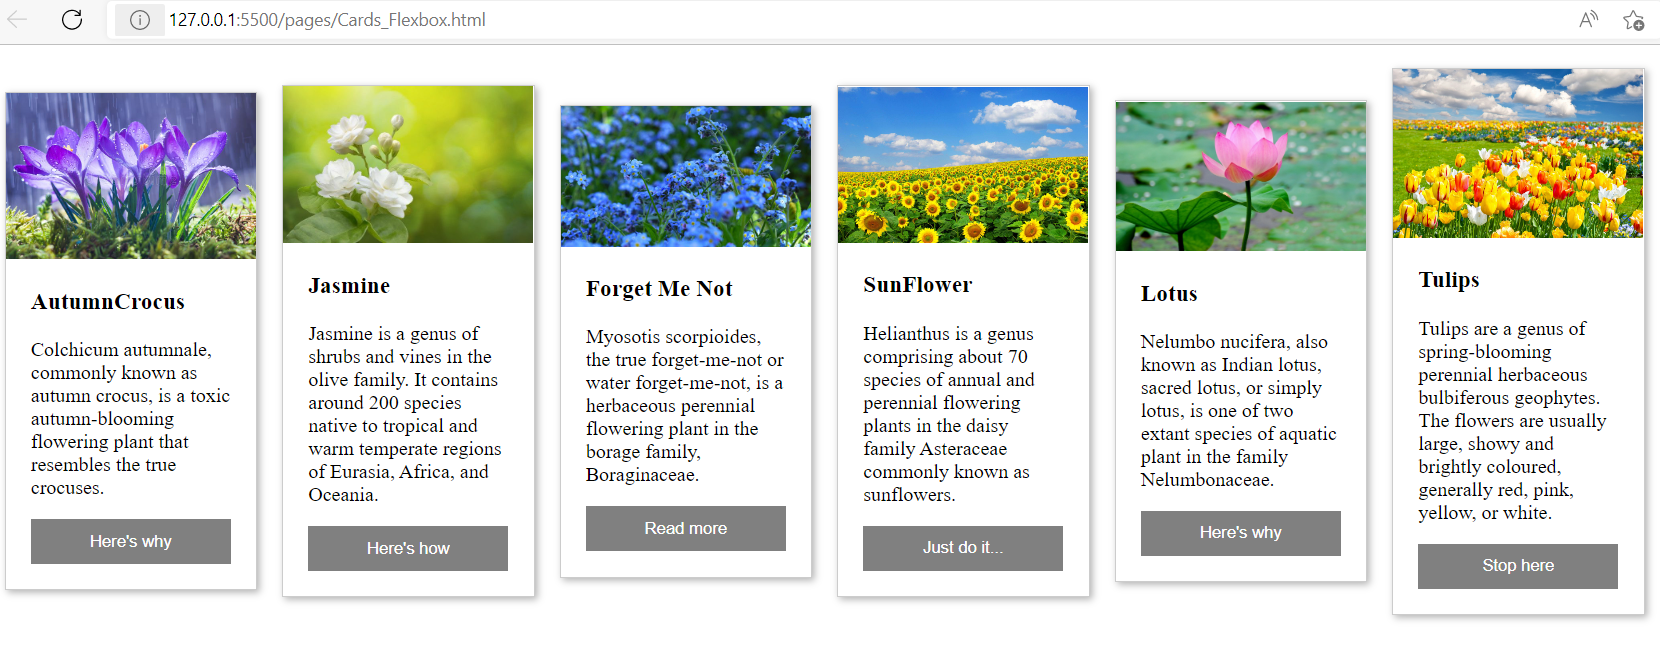 127.0.0.1:5500/pages/Cards_Flexbox.html
AutumnCrocus
Colchicum autumnale,
commonly known as
autumn crocus, is a toxic
autumn-blooming
flowering plant that
resembles the true
crocuses.
Here's why
Jasmine
Jasmine is a genus of
shrubs and vines in the
olive family. It contains
around 200 species
native to tropical and
warm temperate regions
of Eurasia, Africa, and
Oceania.
Here's how
Forget Me Not
Myosotis scorpioides,
the true forget-me-not or
water forget-me-not, is a
herbaceous perennial
flowering plant in the
borage family,
Boraginaceae.
Read more
SunFlower
Helianthus is a genus
comprising about 70
species of annual and
perennial flowering
plants in the daisy
family Asteraceae
commonly known as
sunflowers.
Just do it...
Lotus
Nelumbo nucifera, also
known as Indian lotus,
sacred lotus, or simply
lotus, is one of two
extant species of aquatic
plant in the family
Nelumbonaceae.
Here's why
Tulips
Tulips are a genus of
spring-blooming
perennial herbaceous
bulbiferous geophytes.
The flowers are usually
large, showy and
brightly coloured,
generally red, pink,
yellow, or white.
Stop here